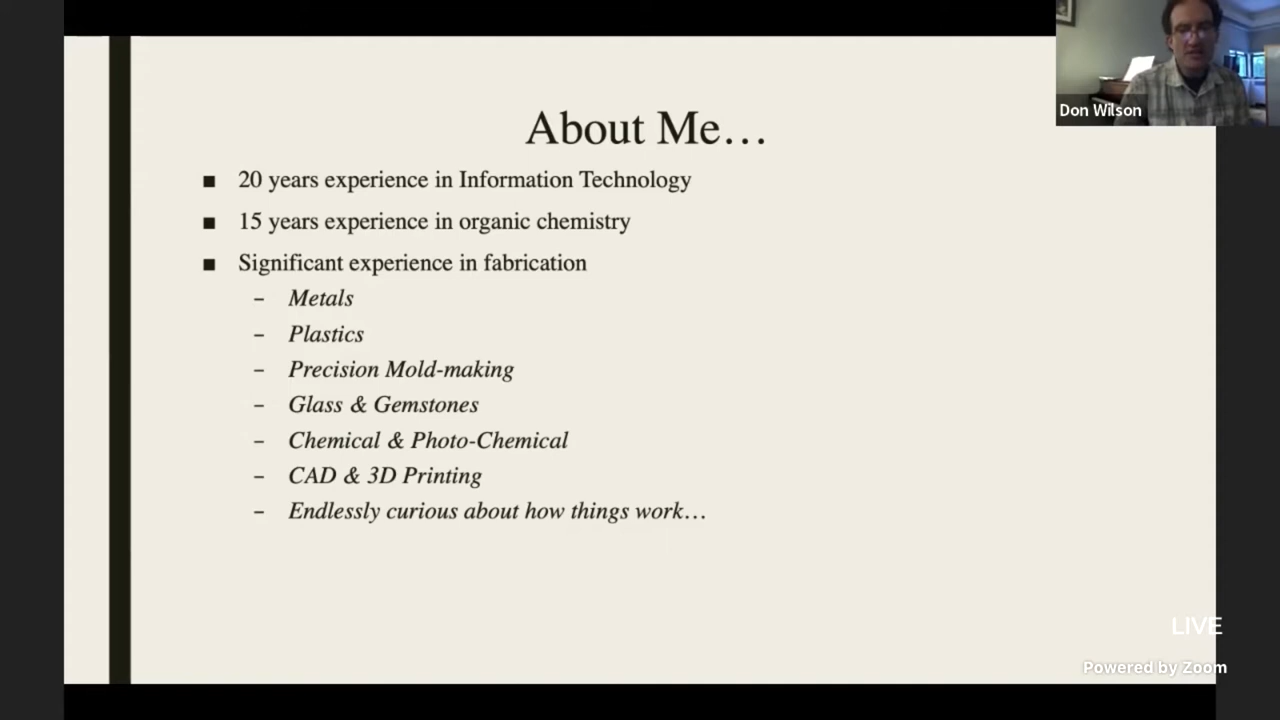 About Me…
■ 20 years experience in Information Technology
■ 15 years experience in organic chemistry
■ Significant experience in fabrication
– Metals
– Plastics
– Precision Mold-making
– Glass & Gemstones
– Chemical & Photo-Chemical
– CAD & 3D Printing
– Endlessly curious about how things work…
Don Wilson
LIVE
Powered by Zoom